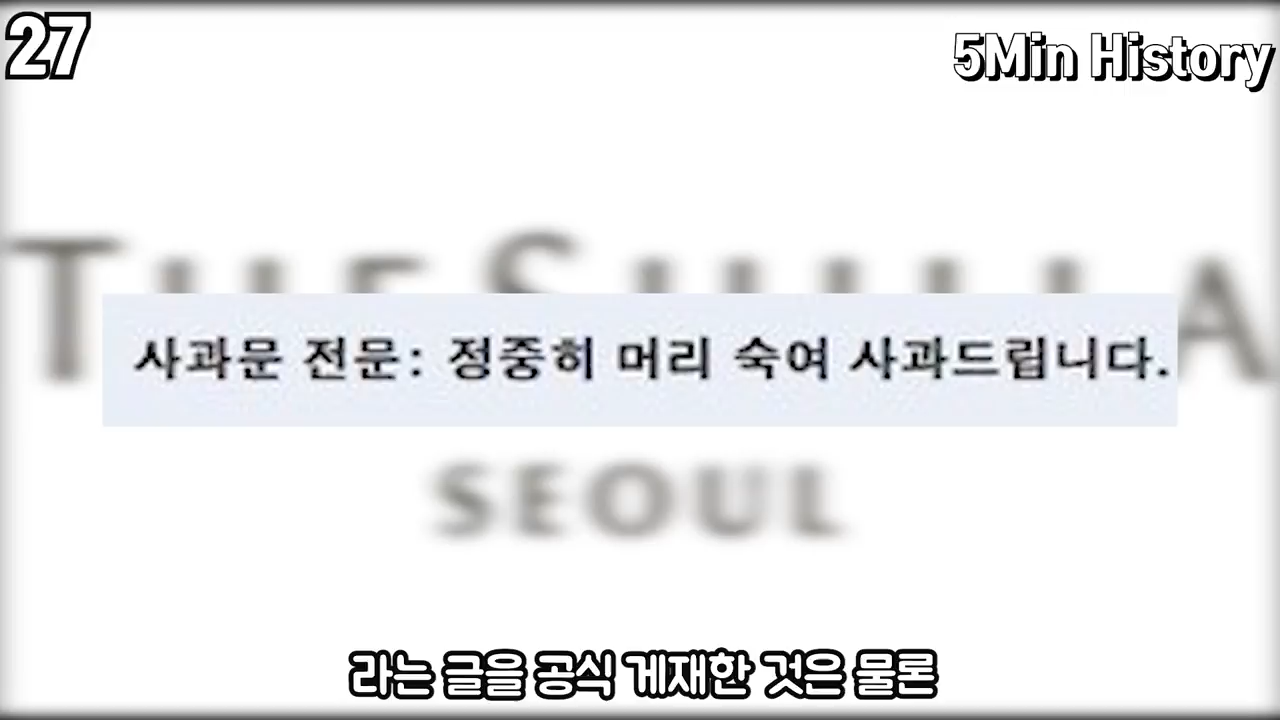 27
5Min History
THE SHILLA
사과문 전문: 정중히 머리 숙여 사과드립니다.
SEOUL
라는 글을 공식 게재한 것은 물론